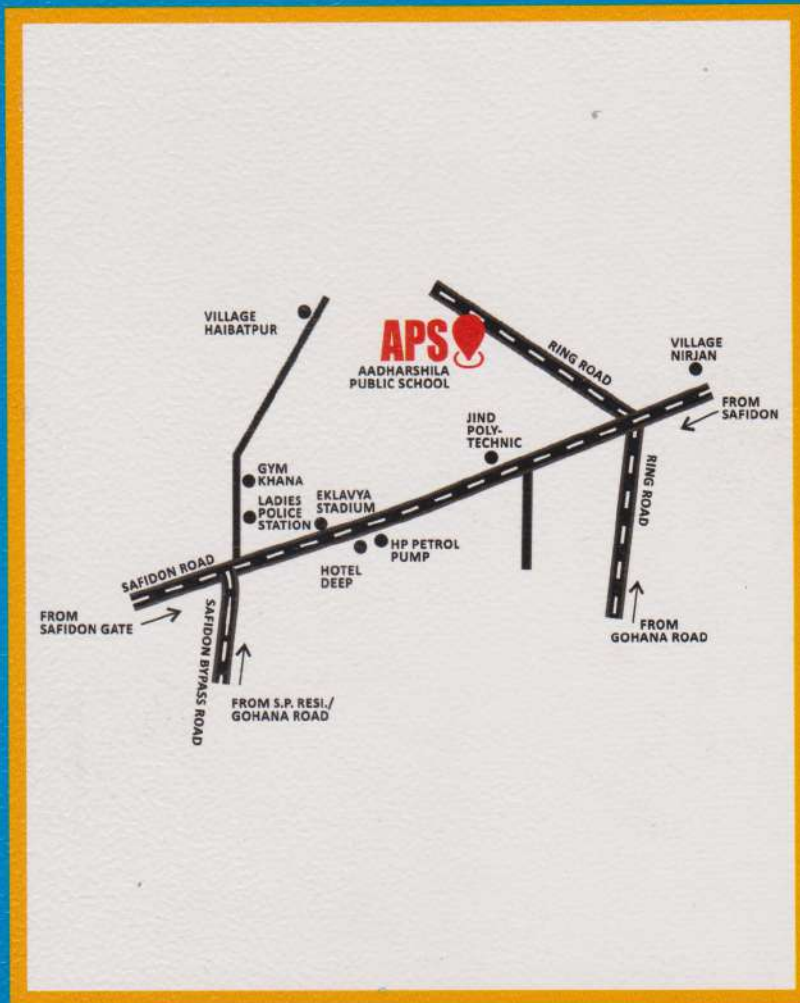 VILLAGE
HAIBATPUR
APS
AADHARSHILA
PUBLIC SCHOOL
RING ROAD
VILLAGE
NIRJAN
FROM
SAFIDON
JIND
POLY-
TECHNIC
RING ROAD
GYM
KHANA
LADIES
POLICE
STATION
EKLAVYA
STADIUM
HP PETROL
PUMP
HOTEL
DEEP
SAFIDON ROAD
FROM
SAFIDON GATE
SAFIDON BYPASS ROAD
FROM S.P. RESI./
GOHANA ROAD
FROM
GOHANA ROAD